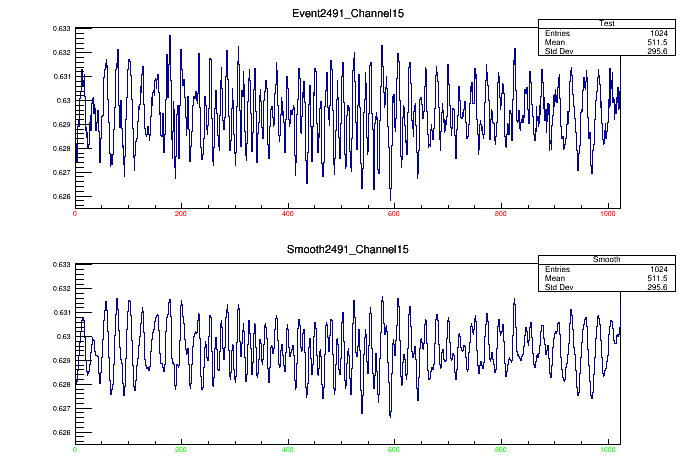 Event2491_Channel15
Test
Entries 1024
Mean 511.5
Std Dev 295.6
0.633
0.632
0.631
0.63
0.629
0.628
0.627
0.626
0 200 400 600 800 1000
Smooth2491_Channel15
Smooth
Entries 1024
Mean 511.5
Std Dev 295.6
0.633
0.632
0.631
0.63
0.629
0.628
0.627
0.626
0 200 400 600 800 1000